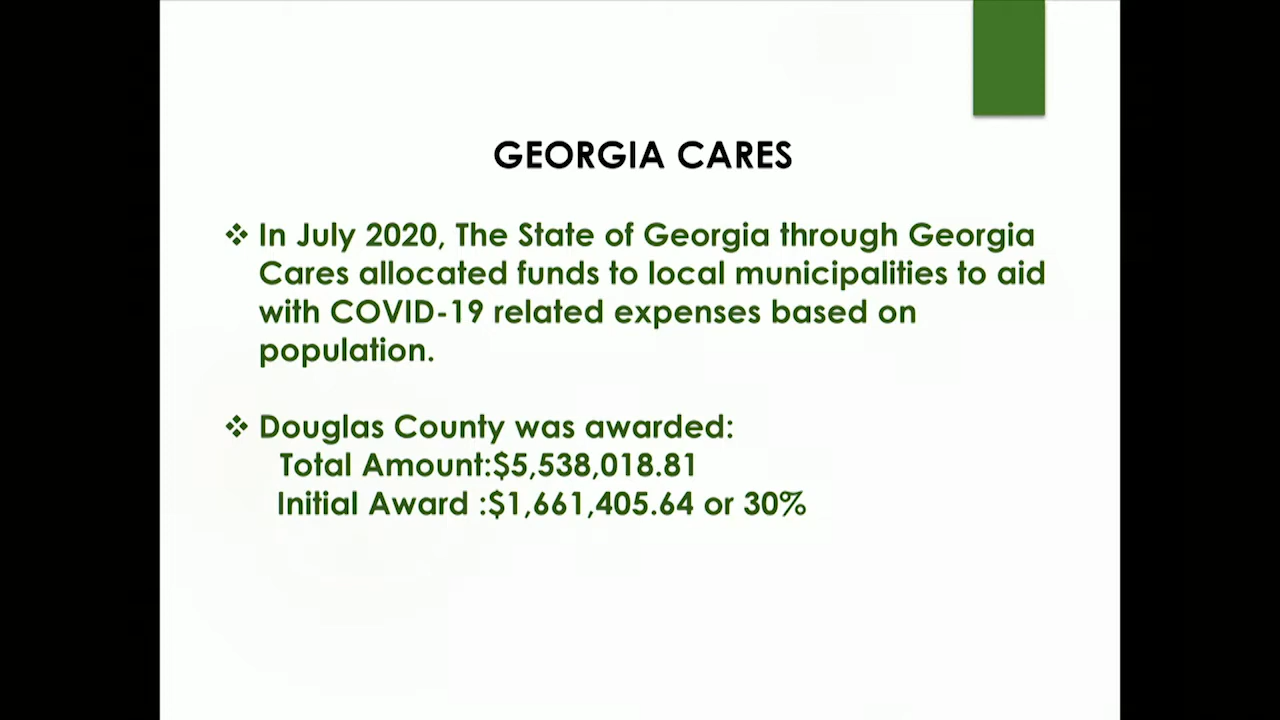 GEORGIA CARES
❖ In July 2020, The State of Georgia through Georgia
Cares allocated funds to local municipalities to aid
with COVID-19 related expenses based on
population.
❖ Douglas County was awarded:
Total Amount:$5,538,018.81
Initial Award :$1,661,405.64 or 30%